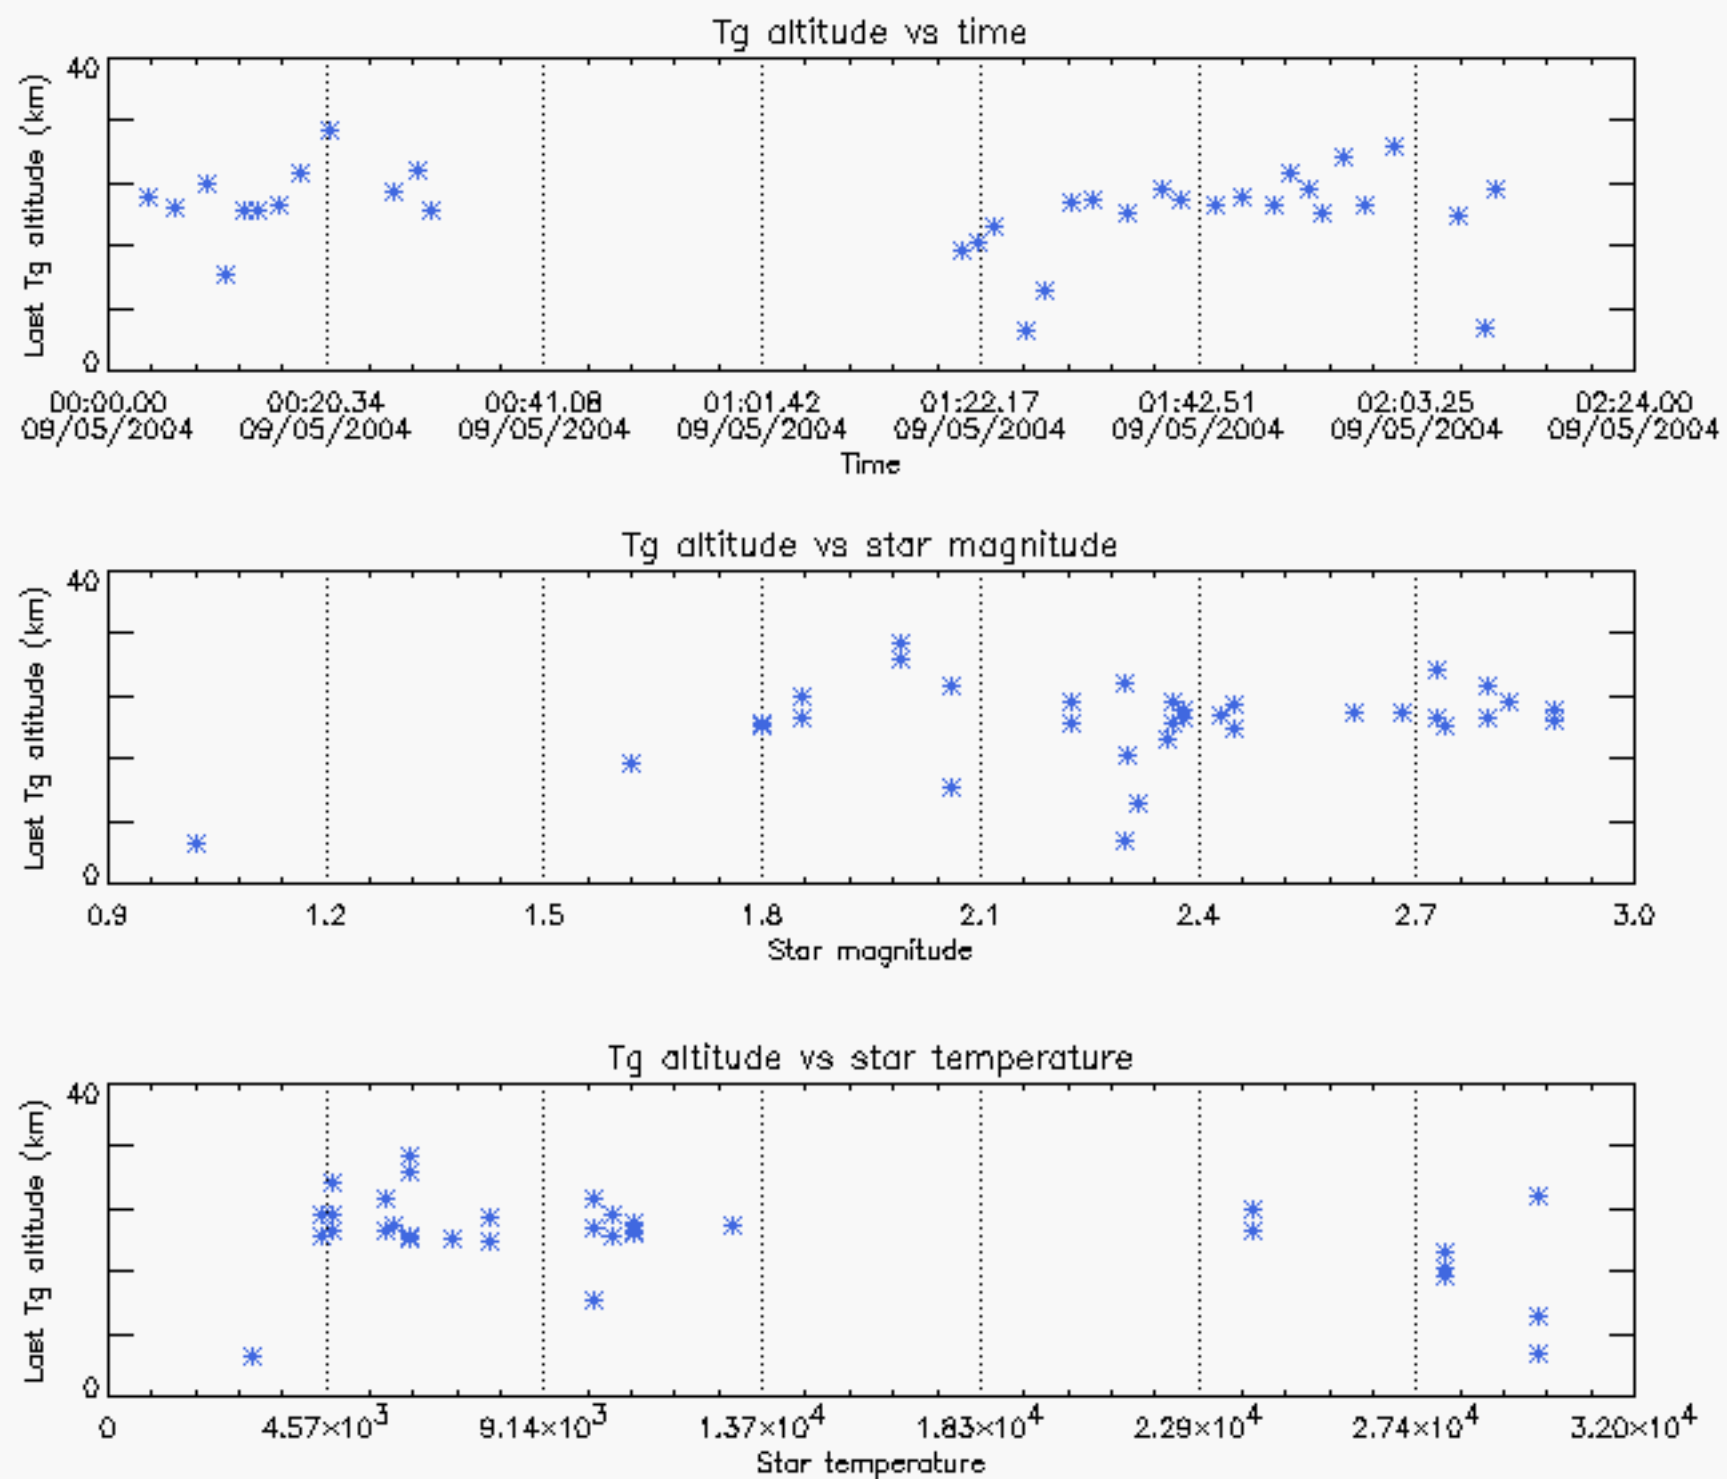 Tg altitude vs time
40
Last Tg altitude (km)
0
00:00.00 00:20.34 00:41.08 01:01.42 01:22.17 01:42.51 02:03.25 02:24.00
09/05/2004 09/05/2004 09/05/2004 09/05/2004 09/05/2004 09/05/2004 09/05/2004 09/05/2004
Time
Tg altitude vs star magnitude
40
Last Tg altitude (km)
0
0.9 1.2 1.5 1.8 2.1 2.4 2.7 3.0
Star magnitude
Tg altitude vs star temperature
40
Last Tg altitude (km)
0
0 4.57×10³ 9.14×10³ 1.37×10⁴ 1.83×10⁴ 2.29×10⁴ 2.74×10⁴ 3.20×10⁴
Star temperature